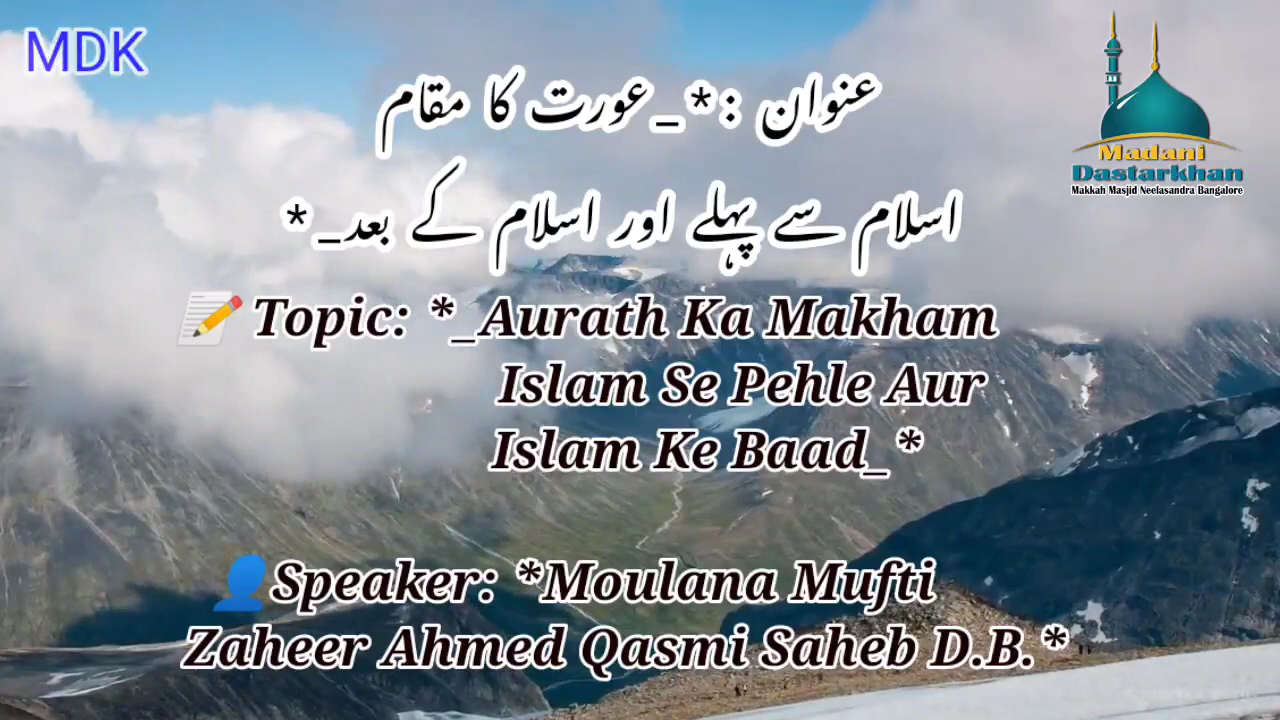 MDK
عنوان :*_عورت کا مقام
اسلام سے پہلے اور اسلام کے بعد_*
Madani
Dastarkhan
Makkah Masjid Neelasandra Bangalore
📝 Topic: *_Aurath Ka Makham
Islam Se Pehle Aur
Islam Ke Baad_*
👤Speaker: *Moulana Mufti
Zaheer Ahmed Qasmi Saheb D.B.*